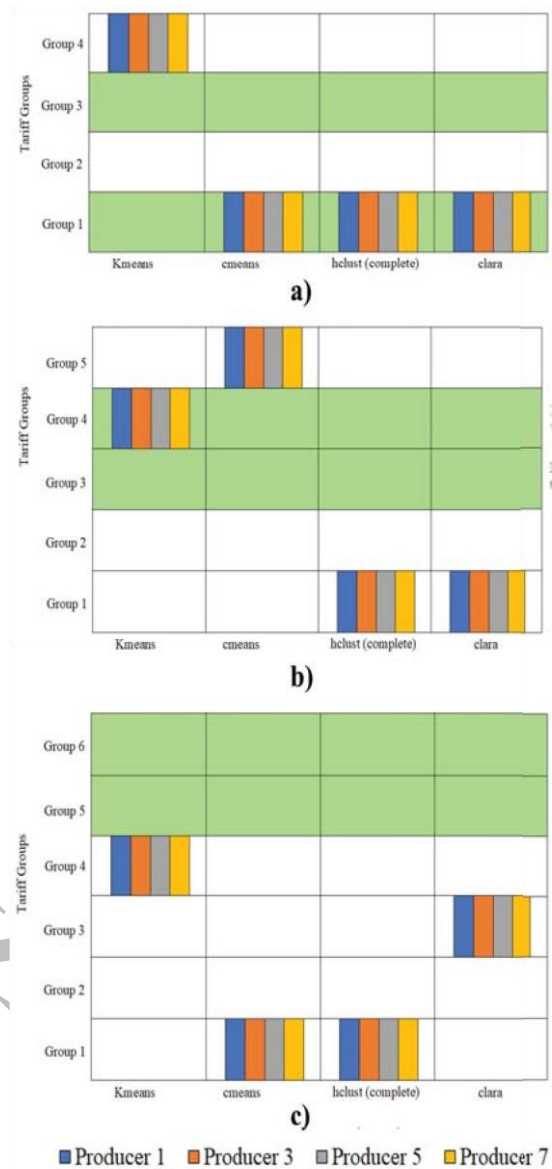 Tariff Groups
Group 4
Group 3
Group 2
Group 1
Kmeans cmeans hclust (complete) clara
a)
Tariff Groups
Group 5
Group 4
Group 3
Group 2
Group 1
Kmeans cmeans hclust (complete) clara
b)
Tariff Groups
Group 6
Group 5
Group 4
Group 3
Group 2
Group 1
Kmeans cmeans hclust (complete) clara
c)
Producer 1 Producer 3 Producer 5 Producer 7